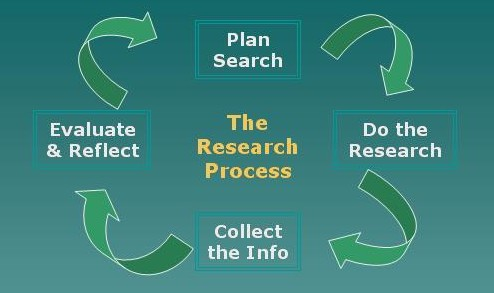 Plan
Search
Evaluate
& Reflect
The
Research
Process
Do the
Research
Collect
the Info